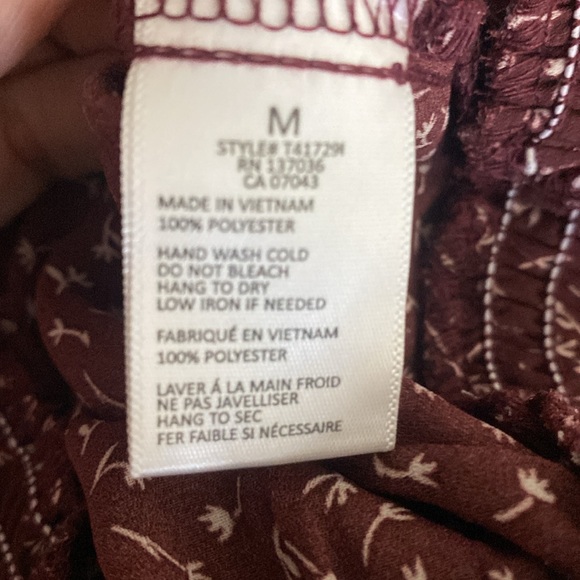 M
STYLE# T41729I
RN 137036
CA 07043
MADE IN VIETNAM
100% POLYESTER
HAND WASH COLD
DO NOT BLEACH
HANG TO DRY
LOW IRON IF NEEDED
FABRIQUÉ EN VIETNAM
100% POLYESTER
LAVER Á LA MAIN FROID
NE PAS JAVELLISER
HANG TO SEC
FER FAIBLE SI NÉCESSAIRE